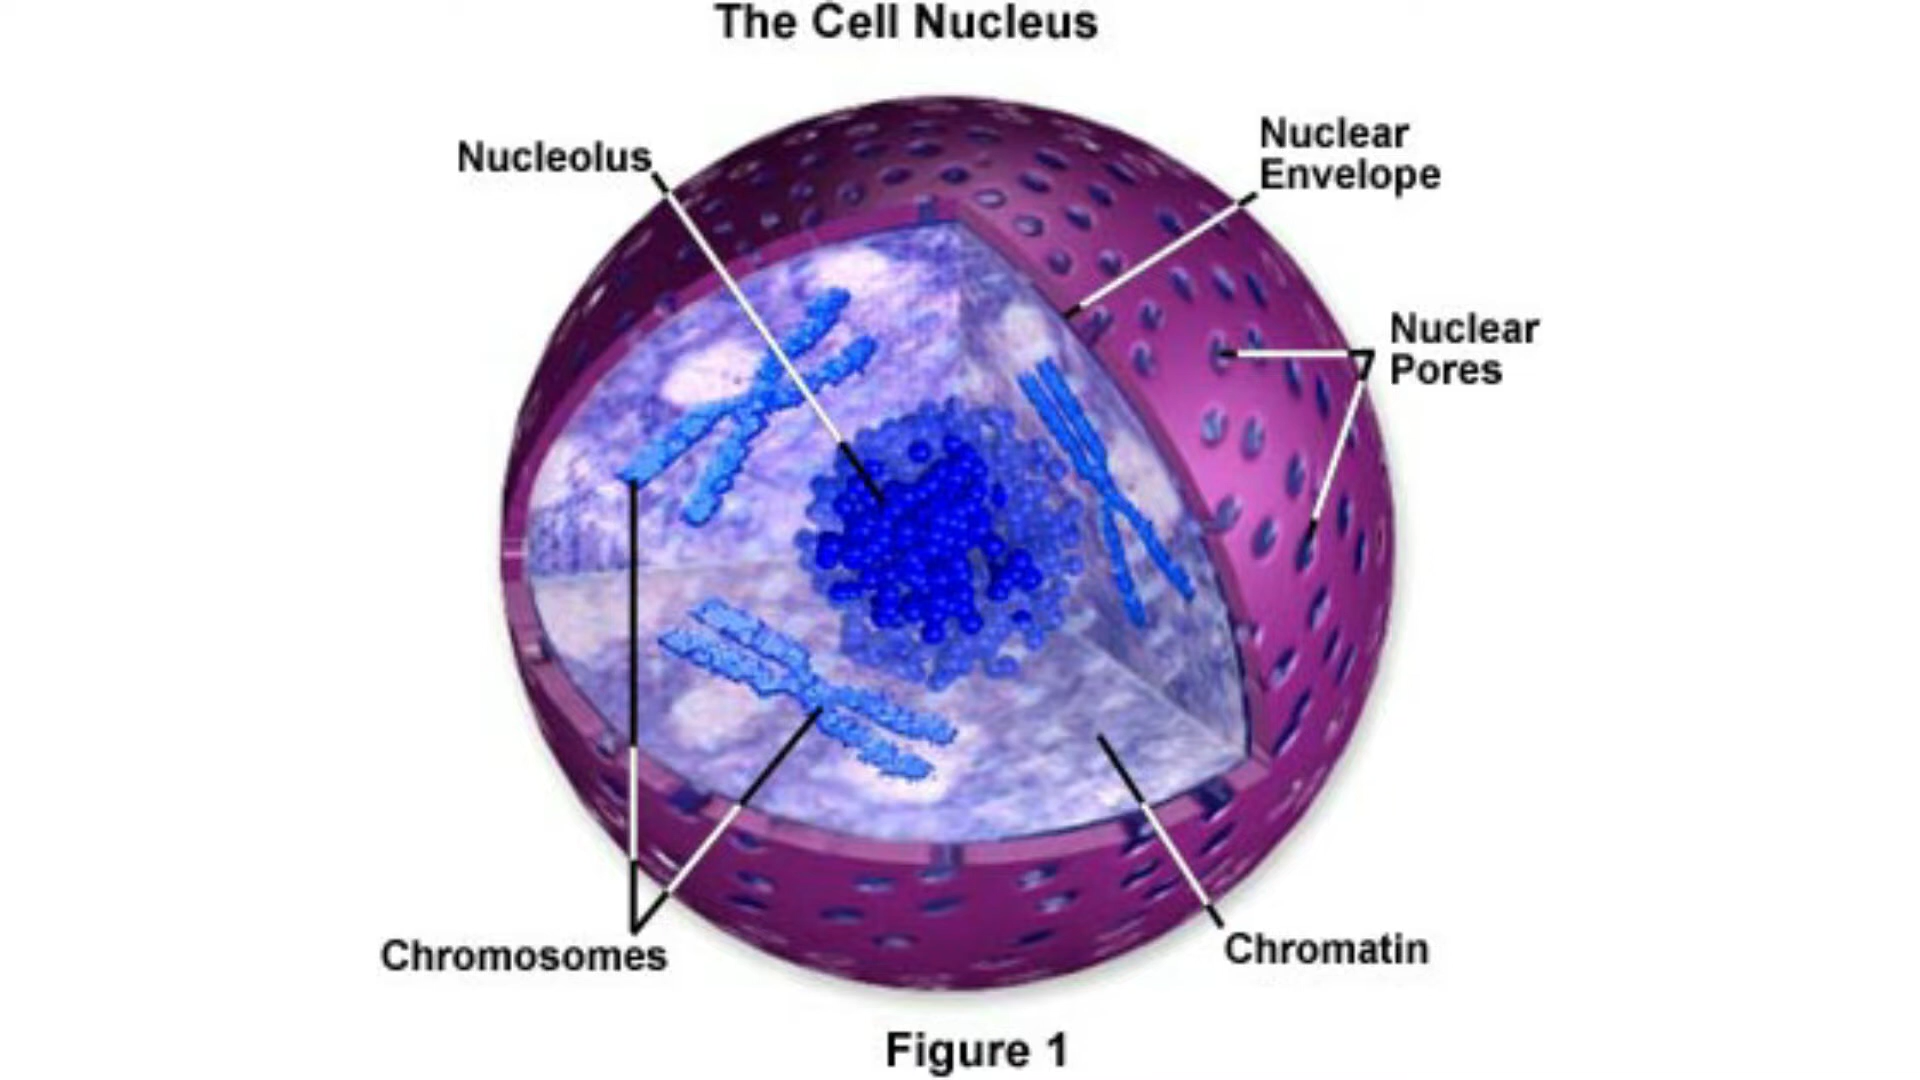 The Cell Nucleus
Nucleolus
Nuclear
Envelope
Nuclear
Pores
Chromosomes
Chromatin
Figure 1